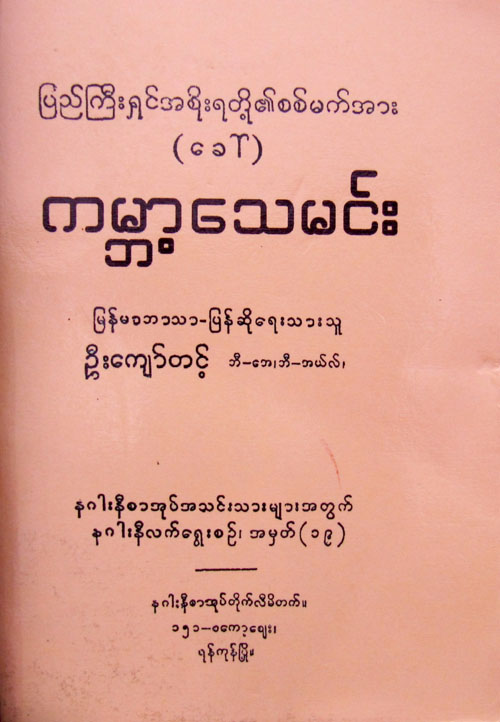 ပြည်ကြီးရှင်အစိုးရတို့၏စစ်မက်အား
(ခေါ်)
ကမ္ဘာ့သေမင်း
မြန်မာဘာသာ-ပြန်ဆိုရေးသားသူ
ဦးကျော်တင့် ဘီ-အေ၊ဘီ-အယ်လ်၊
နဂါးနီစာအုပ်အသင်းသားများအတွက်
နဂါးနီလက်ရွေးစဉ်၊ အမှတ်(၁၉)
နဂါးနီစာအုပ်တိုက်လီမိတက်။
၁၅၁-ဝကော့ဈေး၊
ရန်ကုန်မြို့။